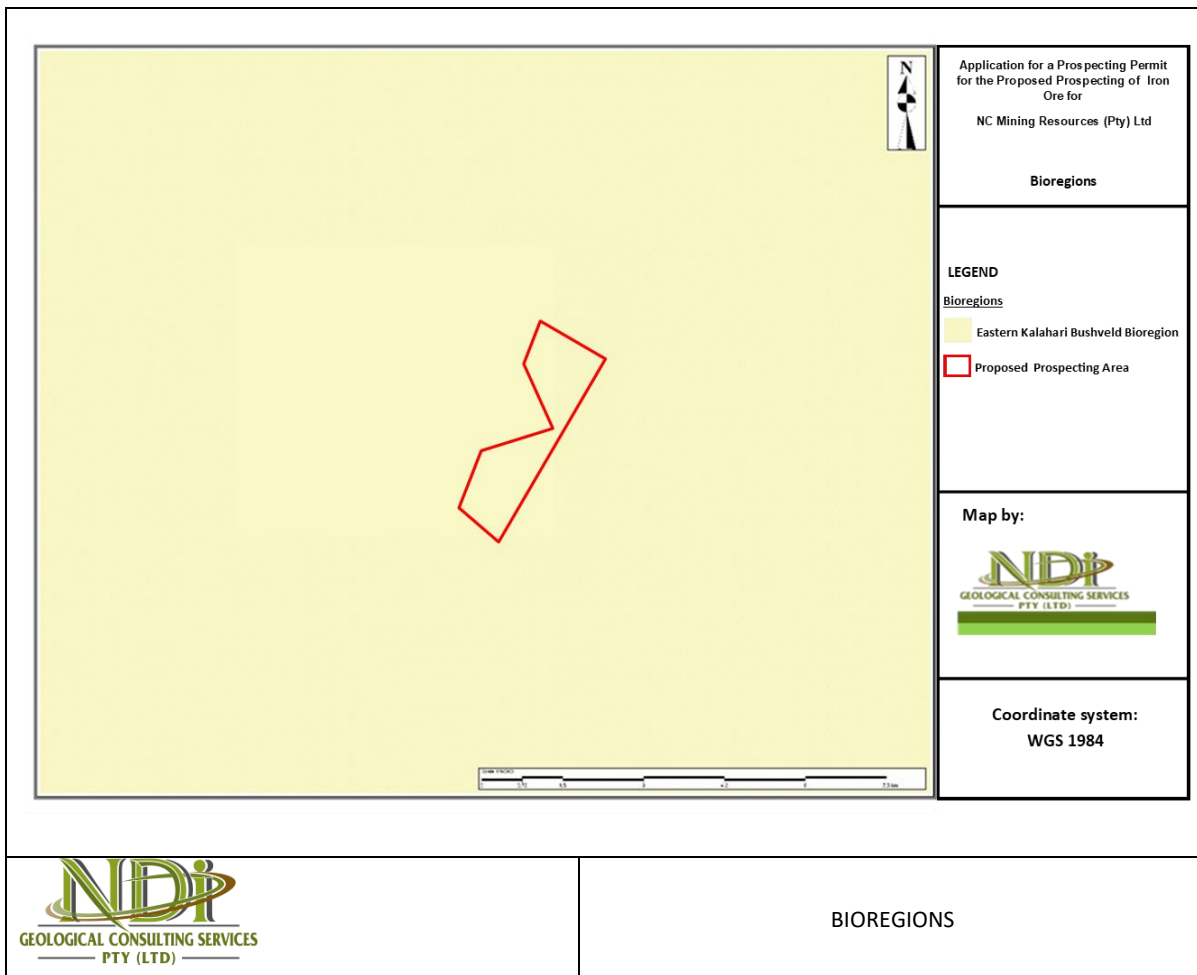 N
Application for a Prospecting Permit
for the Proposed Prospecting of Iron
Ore for
NC Mining Resources (Pty) Ltd
Bioregions
LEGEND
Bioregions
Eastern Kalahari Bushveld Bioregion
Proposed Prospecting Area
Map by:
NDi
GEOLOGICAL CONSULTING SERVICES
PTY (LTD)
Coordinate system:
WGS 1984
NDi
GEOLOGICAL CONSULTING SERVICES
PTY (LTD)
BIOREGIONS